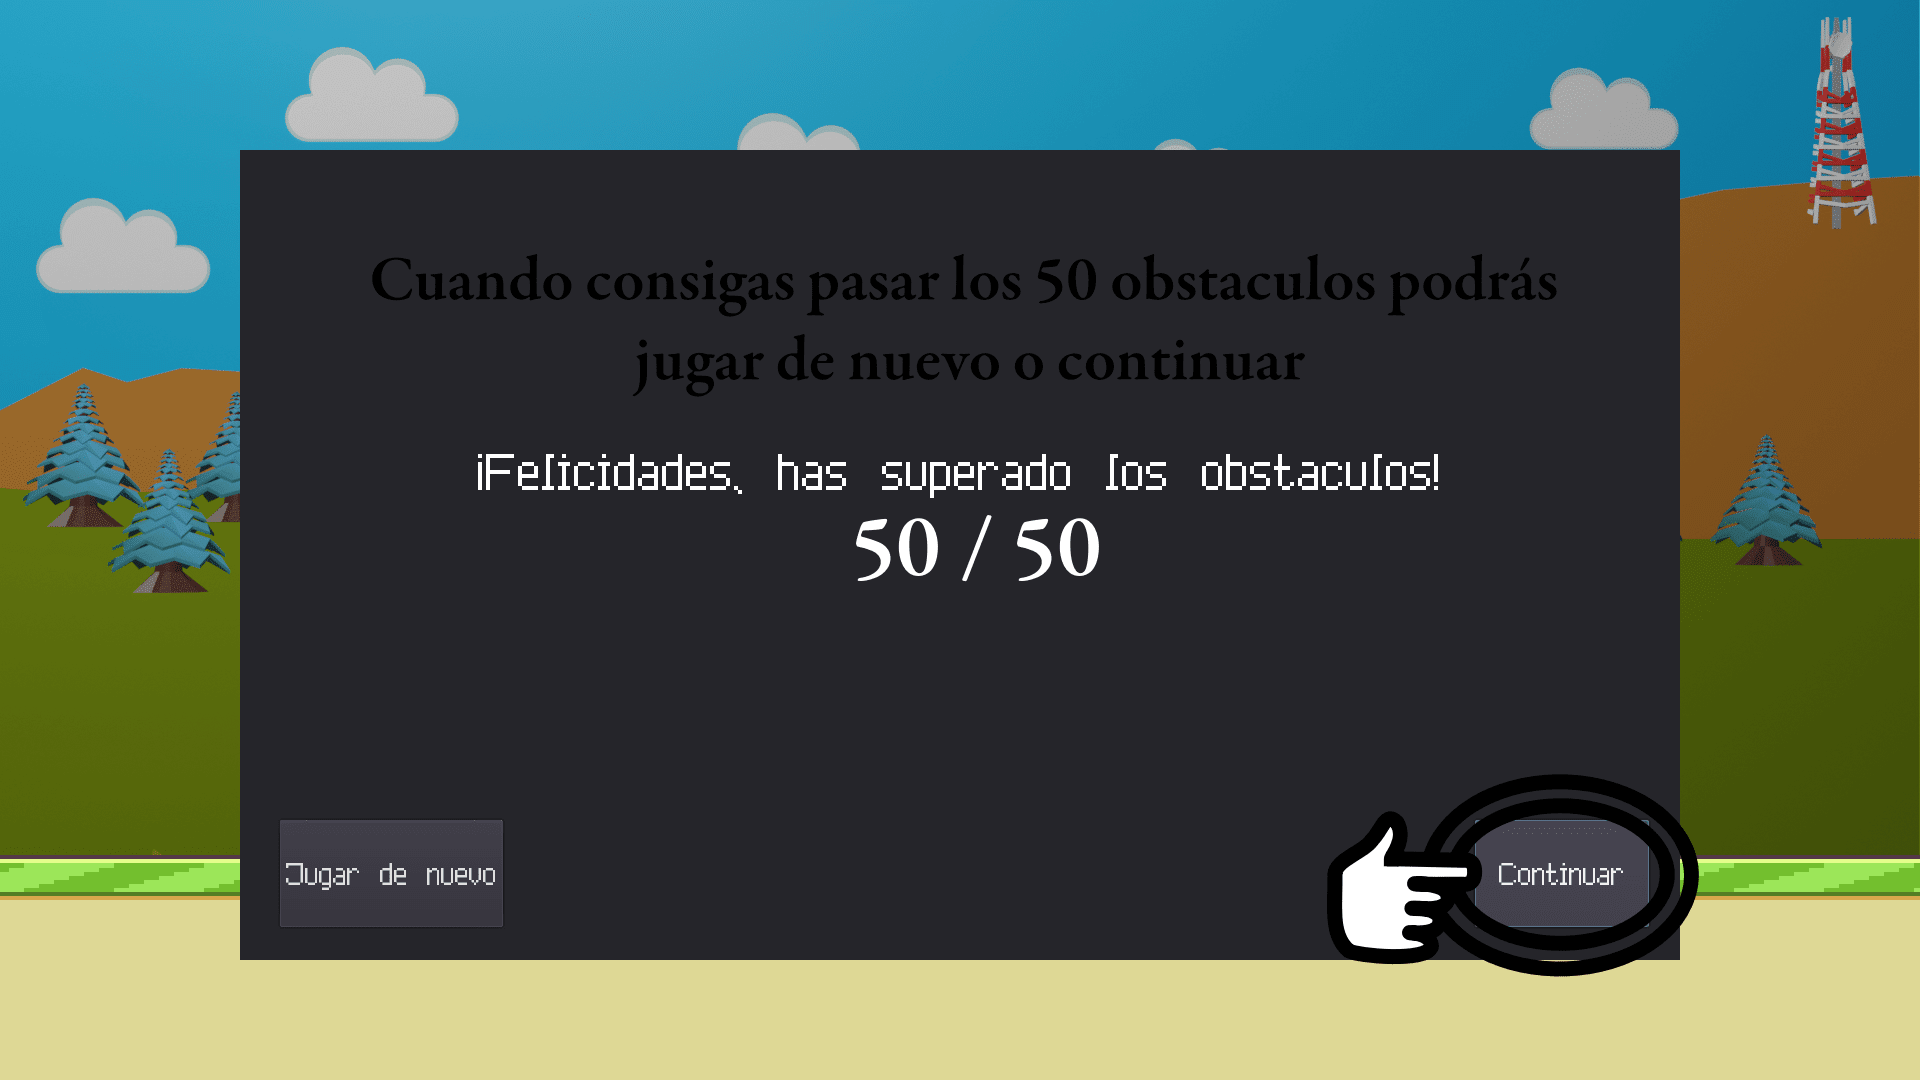 Cuando consigas pasar los 50 obstaculos podrás
jugar de nuevo o continuar
¡Felicidades, has superado los obstaculos!
50 / 50
Jugar de nuevo
Continuar